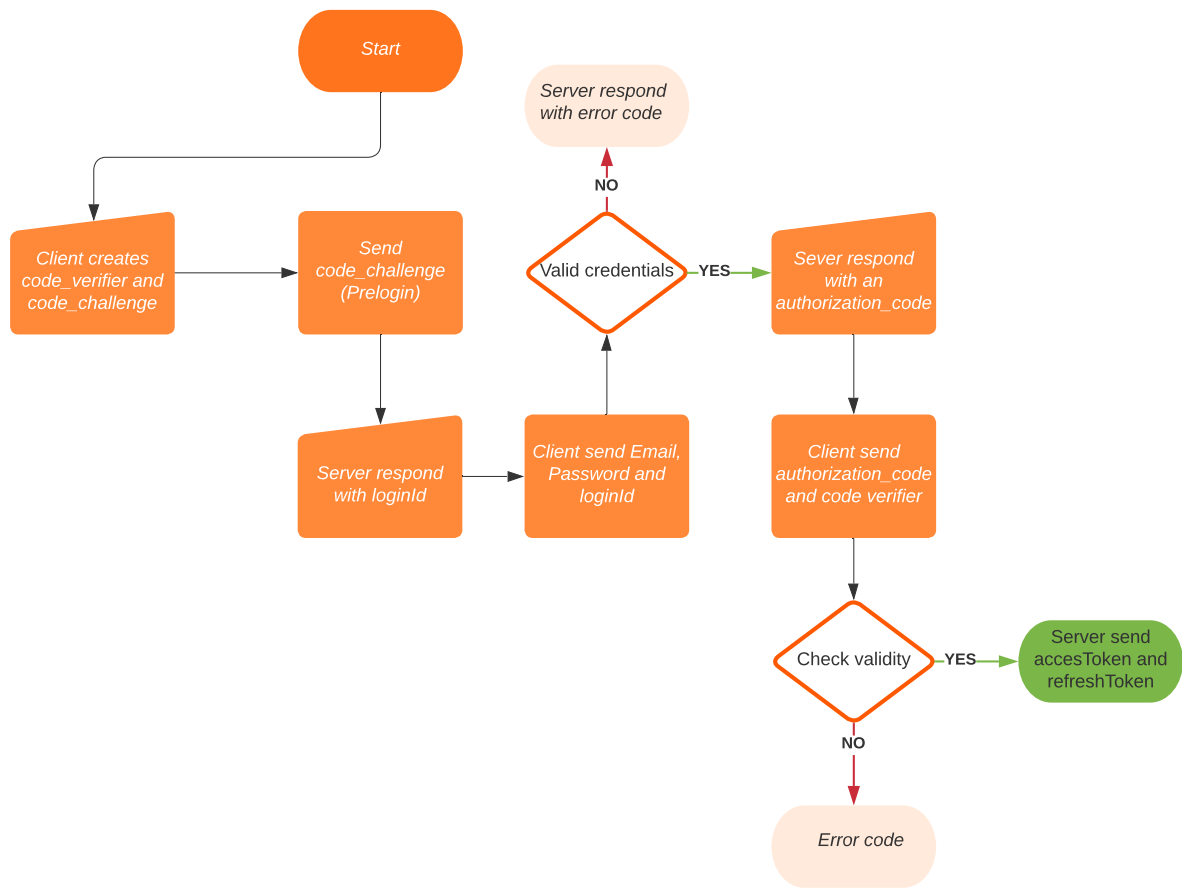 Start
Server respond
with error code
NO
Client creates
code_verifier and
code_challenge
Send
code_challenge
(Prelogin)
Valid credentials
YES
Sever respond
with an
authorization_code
Server respond
with loginId
Client send Email,
Password and
loginId
Client send
authorization_code
and code verifier
Check validity
YES
Server send
accesToken and
refreshToken
NO
Error code